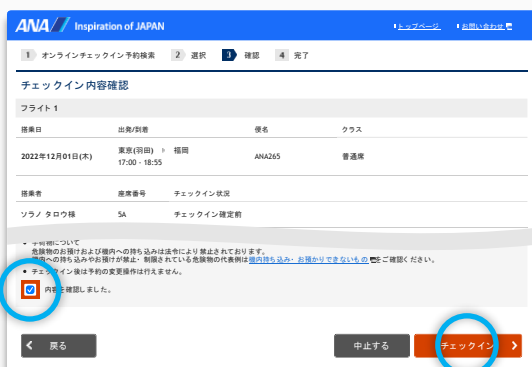 ANA Inspiration of JAPAN トップページ お問い合わせ
1 オンラインチェックイン予約検索 2 選択 3 確認 4 完了
チェックイン内容確認
フライト 1
搭乗日 出発/到着 便名 クラス
2022年12月01日(木) 東京(羽田) 福岡 ANA265 普通席
17:00 - 18:55
搭乗者 座席番号 チェックイン状況
ソラノ タロウ様 5A チェックイン確定前
手荷物について
危険物のお預けおよび機内への持ち込みは法令により禁止されております。
機内への持ち込みやお預けが禁止・制限されている危険物の代表例は機内持ち込み・お預かりできないものをご確認ください。
チェックイン後は予約の変更操作は行えません。
内容を確認しました。
戻る 中止する チェックイン